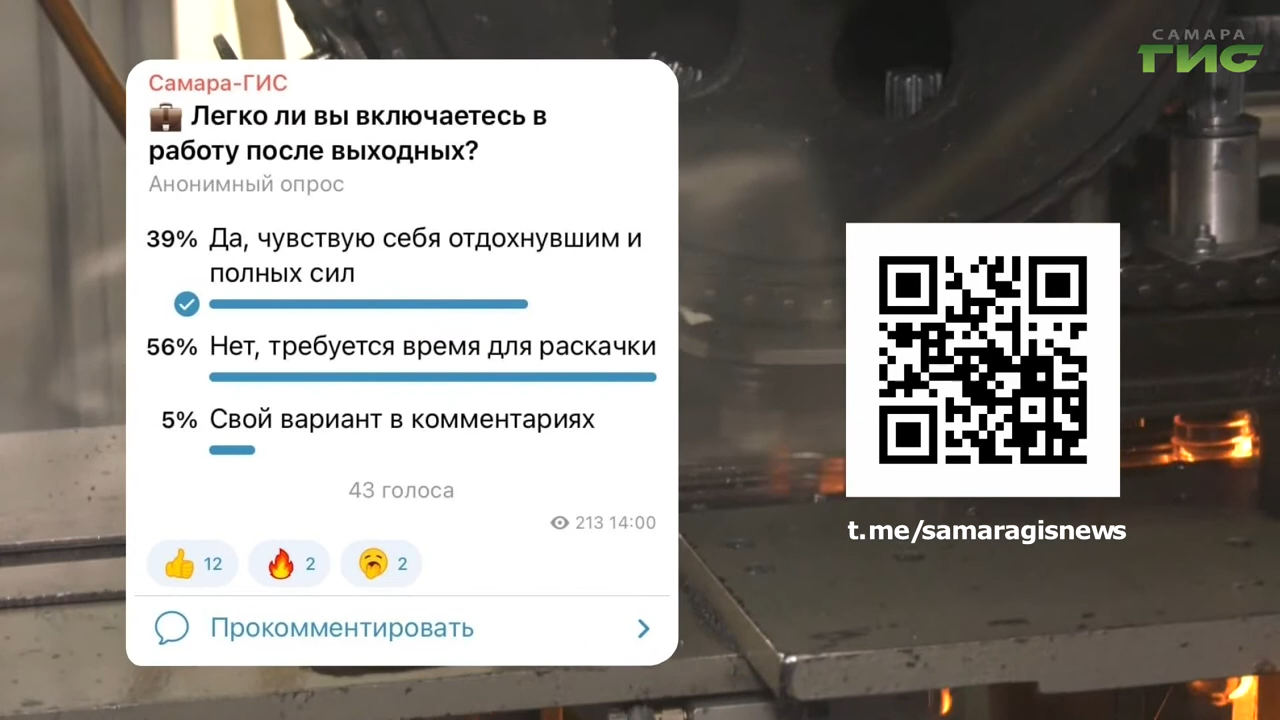 САМАРА
ГИС
Самара-ГИС
💼 Легко ли вы включаетесь в
работу после выходных?
Анонимный опрос
39% Да, чувствую себя отдохнувшим и
полных сил
56% Нет, требуется время для раскачки
5% Свой вариант в комментариях
43 голоса
213 14:00
👍 12 🔥 2 🥱 2
Прокомментировать
t.me/samaragisnews